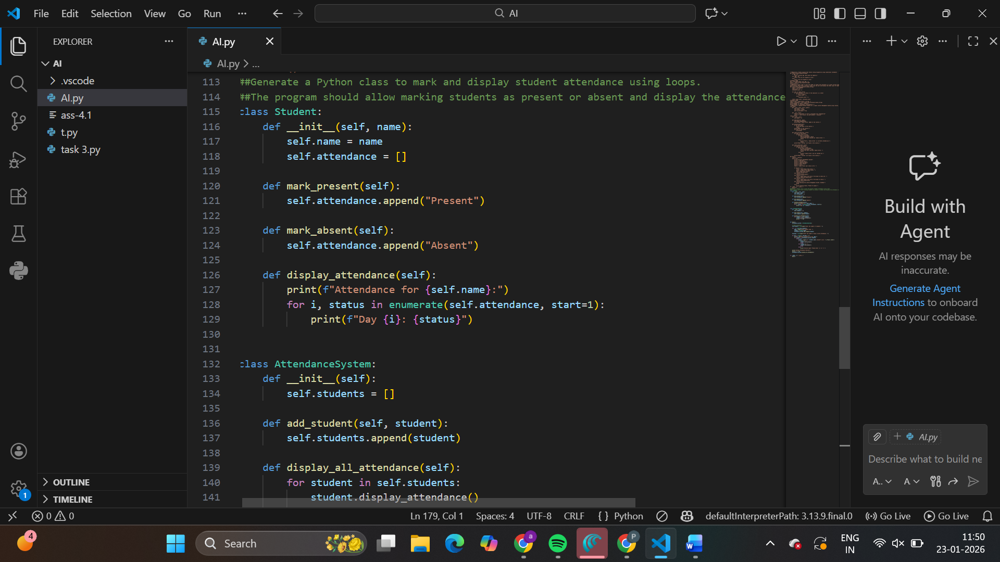 File Edit Selection View Go Run ... AI
EXPLORER ...
AI
.vscode
AI.py
ass-4.1
t.py
task 3.py
OUTLINE
TIMELINE
AI.py
AI.py > ...
113 ##Generate a Python class to mark and display student attendance using loops.
114 ##The program should allow marking students as present or absent and display the attendance
115 class Student:
116     def __init__(self, name):
117         self.name = name
118         self.attendance = []
119
120     def mark_present(self):
121         self.attendance.append("Present")
122
123     def mark_absent(self):
124         self.attendance.append("Absent")
125
126     def display_attendance(self):
127         print(f"Attendance for {self.name}:")
128         for i, status in enumerate(self.attendance, start=1):
129             print(f"Day {i}: {status}")
130
131
132 class AttendanceSystem:
133     def __init__(self):
134         self.students = []
135
136     def add_student(self, student):
137         self.students.append(student)
138
139     def display_all_attendance(self):
140         for student in self.students:
141             student.display_attendance()
Build with
Agent
AI responses may be
inaccurate.
Generate Agent
Instructions to onboard
AI onto your codebase.
AI.py
Describe what to build ne
A.. A
1
0 0 Ln 179, Col 1 Spaces: 4 UTF-8 CRLF { } Python defaultInterpreterPath: 3.13.9.final.0 Go Live Go Live
4 Search a P W ENG 11:50
IN 23-01-2026